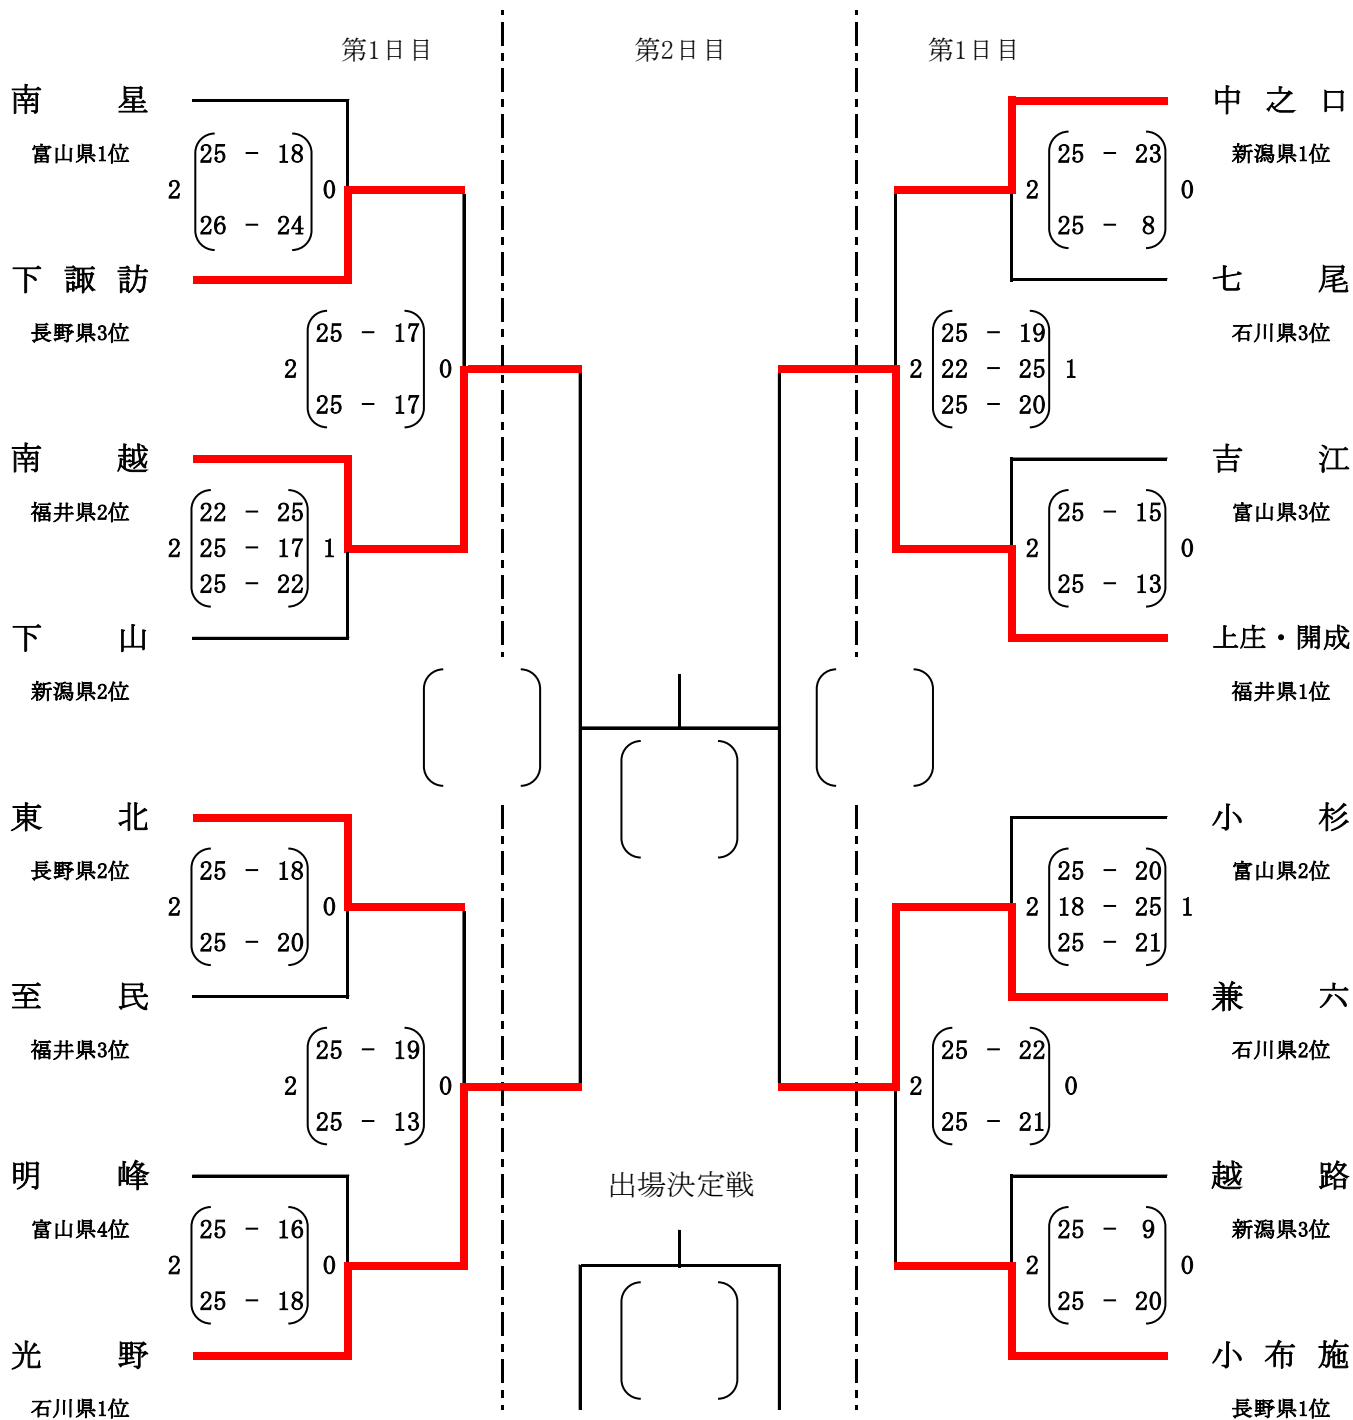 第1日目 第2日目 第1日目
南星 中之口
富山県1位 25 - 18 25 - 23 新潟県1位
2 0 2 0
26 - 24 25 - 8
下諏訪 七尾
長野県3位 25 - 17 25 - 19 石川県3位
2 0 2 22 - 25 1
25 - 17 25 - 20
南越 吉江
福井県2位 22 - 25 25 - 15 富山県3位
2 25 - 17 1 2 0
25 - 22 25 - 13
下山 上庄・開成
新潟県2位 福井県1位
東北 小杉
長野県2位 25 - 18 25 - 20 富山県2位
2 0 2 18 - 25 1
25 - 20 25 - 21
至民 兼六
福井県3位 25 - 19 25 - 22 石川県2位
2 0 2 0
25 - 13 25 - 21
明峰 出場決定戦 越路
富山県4位 25 - 16 25 - 9 新潟県3位
2 0 2 0
25 - 18 25 - 20
光野 小布施
石川県1位 長野県1位